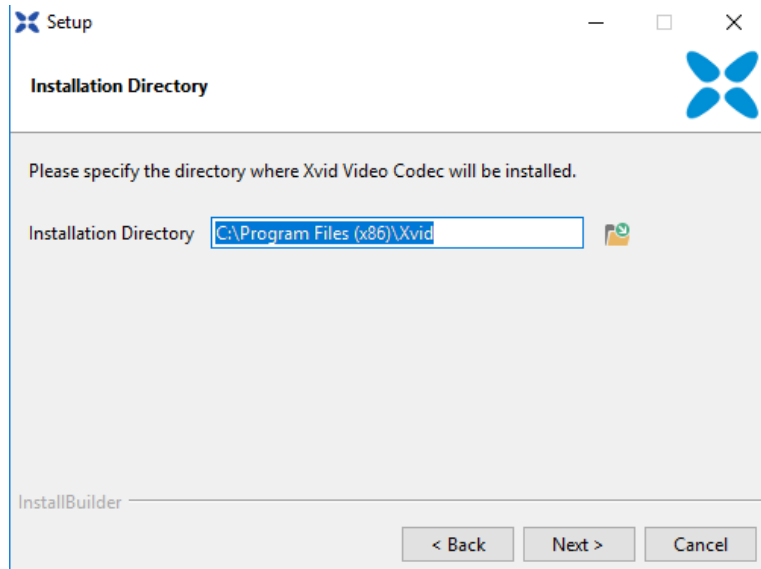 Setup
Installation Directory
Please specify the directory where Xvid Video Codec will be installed.
Installation Directory C:\Program Files (x86)\Xvid
InstallBuilder
< Back Next > Cancel